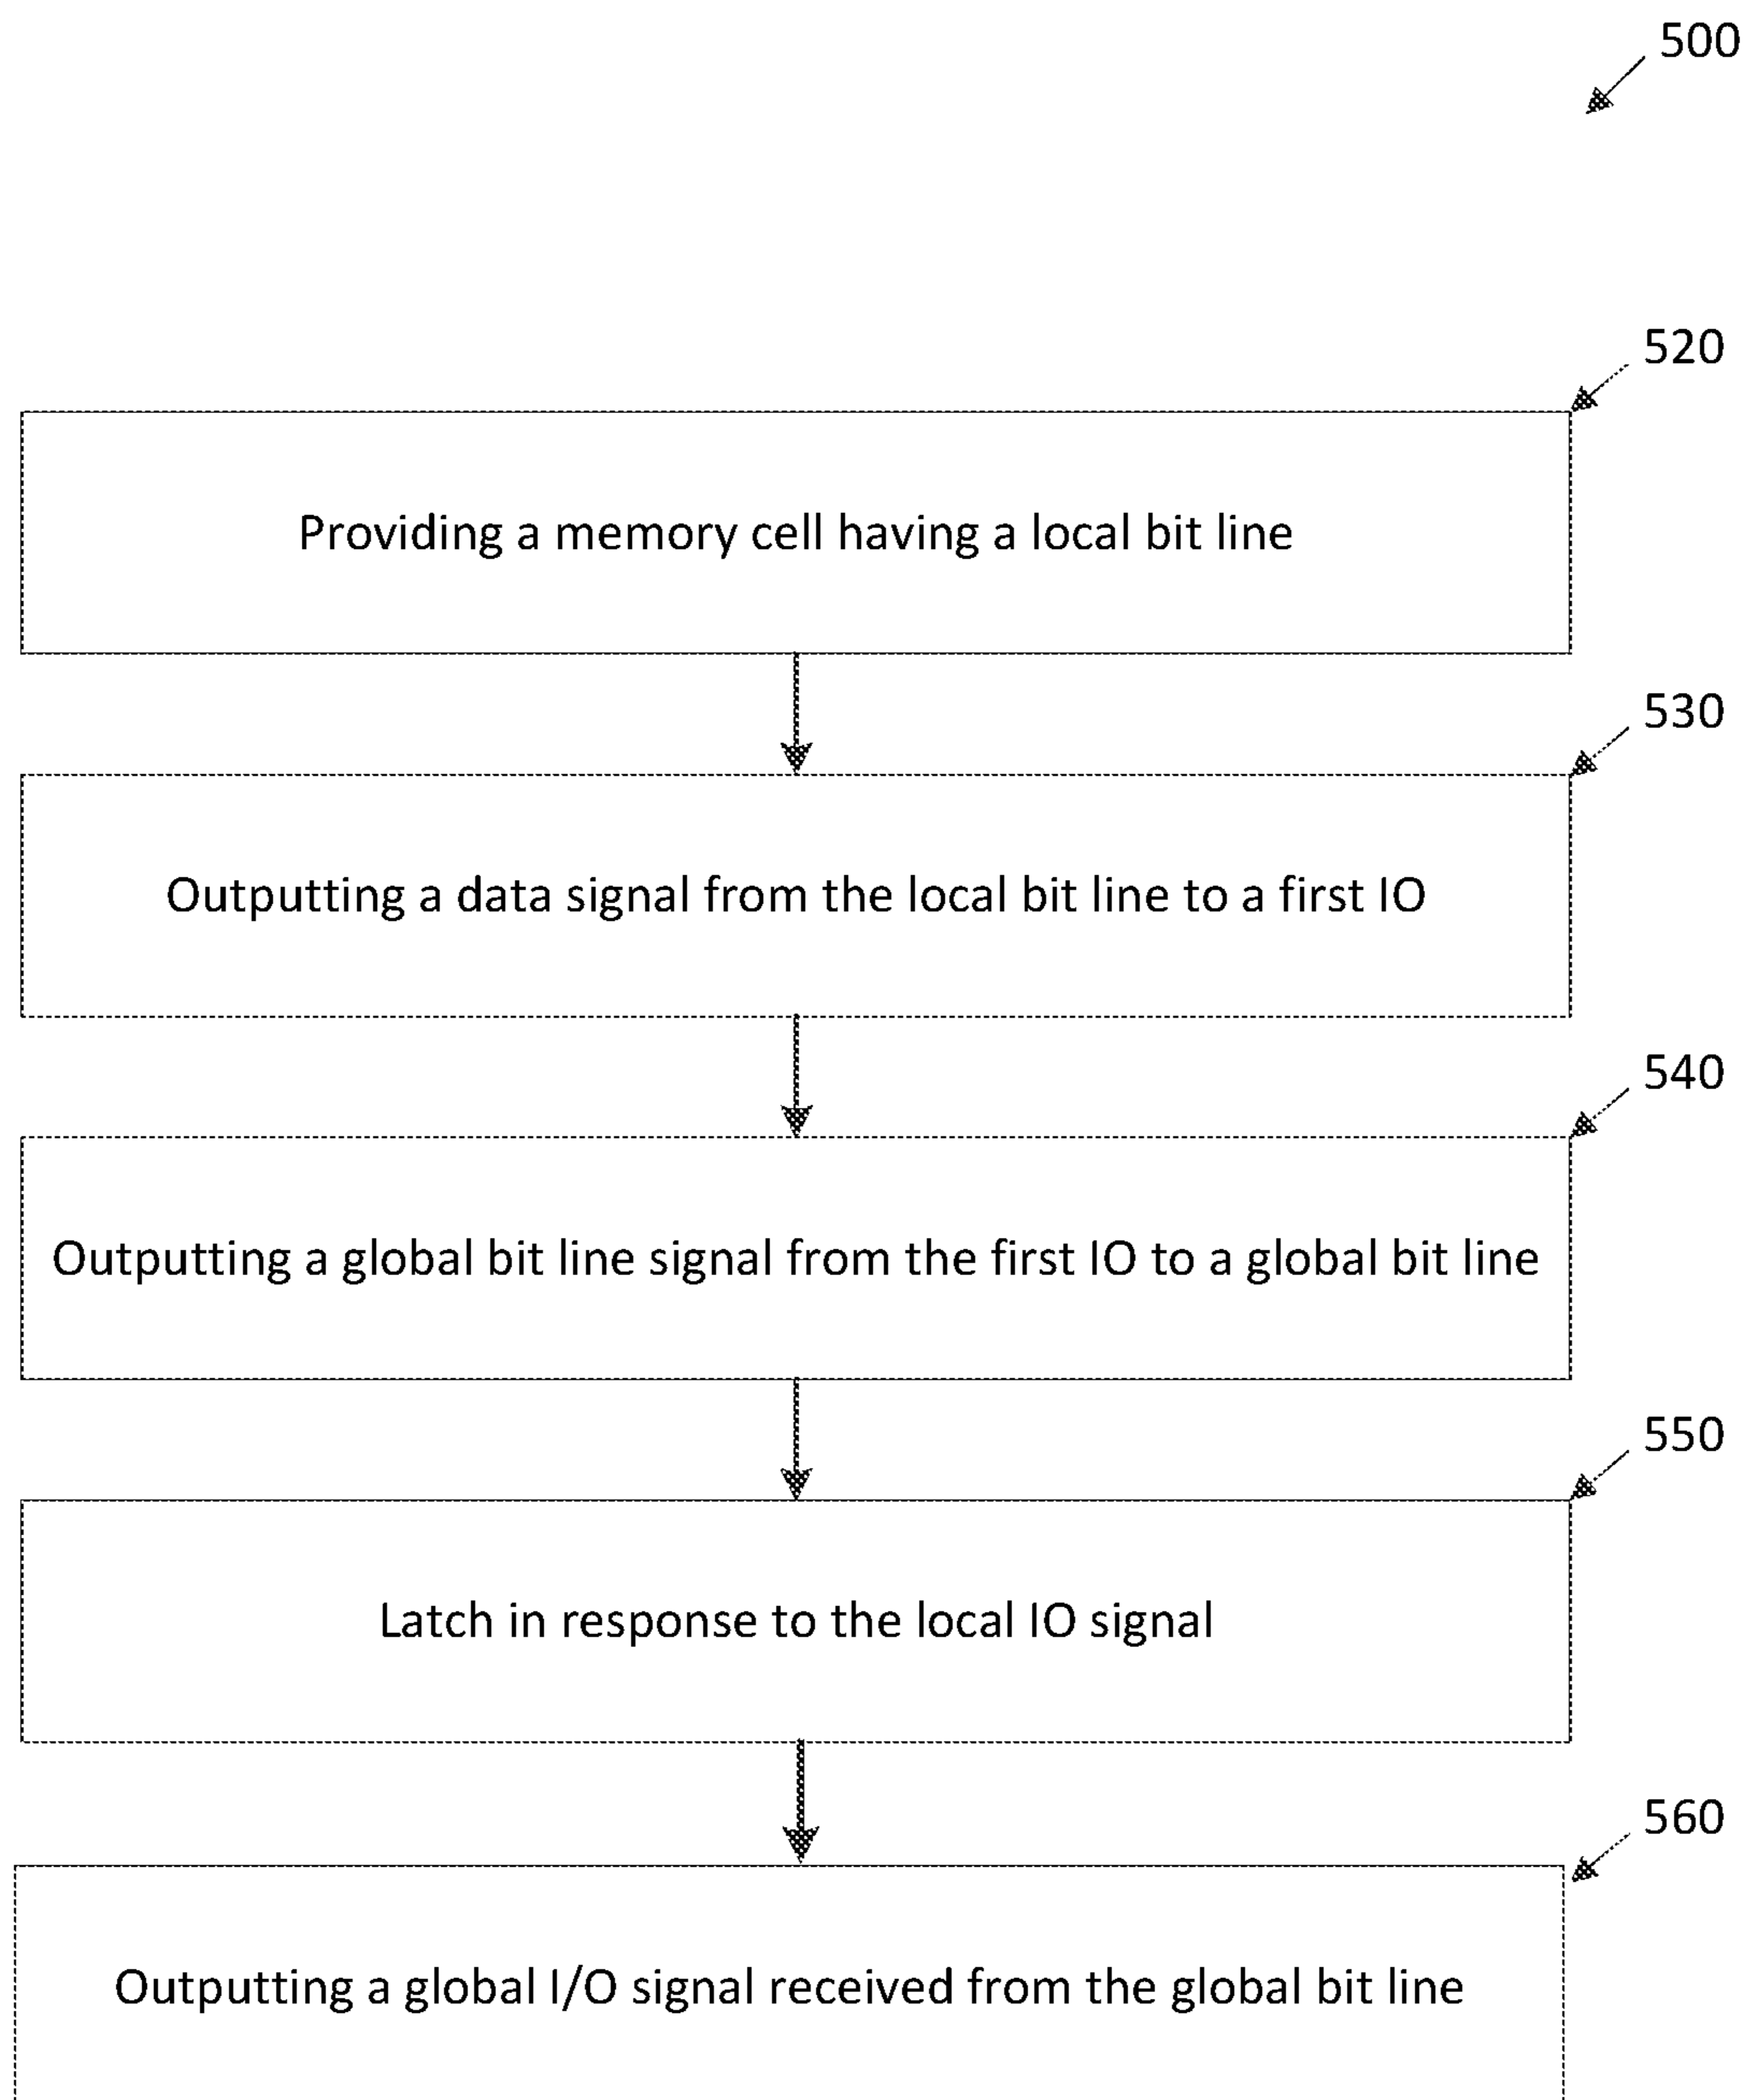 500
520
Providing a memory cell having a local bit line
530
Outputting a data signal from the local bit line to a first IO
540
Outputting a global bit line signal from the first IO to a global bit line
550
Latch in response to the local IO signal
560
Outputting a global I/O signal received from the global bit line